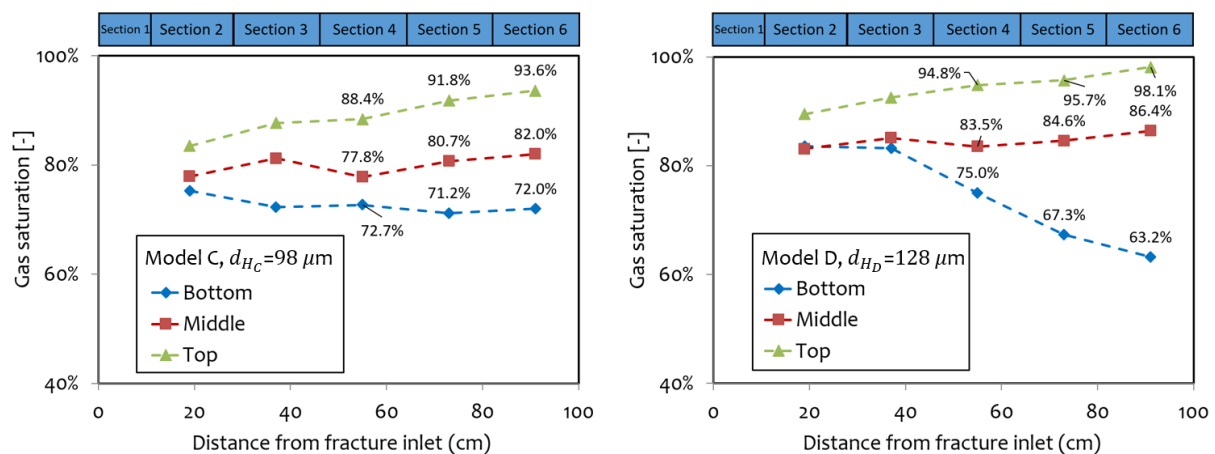 Section 1 Section 2 Section 3 Section 4 Section 5 Section 6
Gas saturation [-]
100%
80%
60%
40%
88.4%
91.8%
93.6%
77.8%
80.7%
82.0%
72.7%
71.2%
72.0%
Model C, d_{H_C}=98 μm
Bottom
Middle
Top
0 20 40 60 80 100
Distance from fracture inlet (cm)
Section 1 Section 2 Section 3 Section 4 Section 5 Section 6
Gas saturation [-]
100%
80%
60%
40%
94.8%
95.7%
98.1%
83.5%
84.6%
86.4%
75.0%
67.3%
63.2%
Model D, d_{H_D}=128 μm
Bottom
Middle
Top
0 20 40 60 80 100
Distance from fracture inlet (cm)